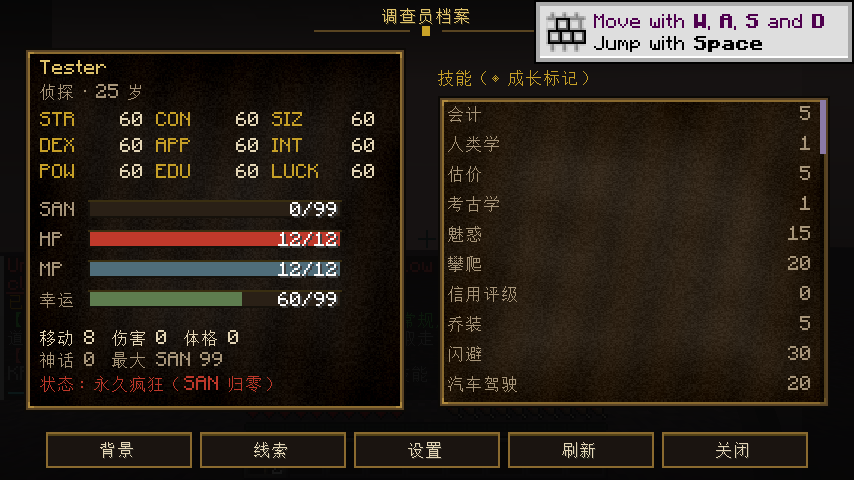 调查员档案
Move with W, A, S and D
Jump with Space
Tester
侦探 · 25 岁
STR 60 CON 60 SIZ 60
DEX 60 APP 60 INT 60
POW 60 EDU 60 LUCK 60
SAN 0/99
HP 12/12
MP 12/12
幸运 60/99
移动 8 伤害 0 体格 0
神话 0 最大 SAN 99
状态：永久疯狂（SAN 归零）
技能（◆ 成长标记）
会计 5
人类学 1
估价 5
考古学 1
魅惑 15
攀爬 20
信用评级 0
乔装 5
闪避 30
汽车驾驶 20
背景 线索 设置 刷新 关闭